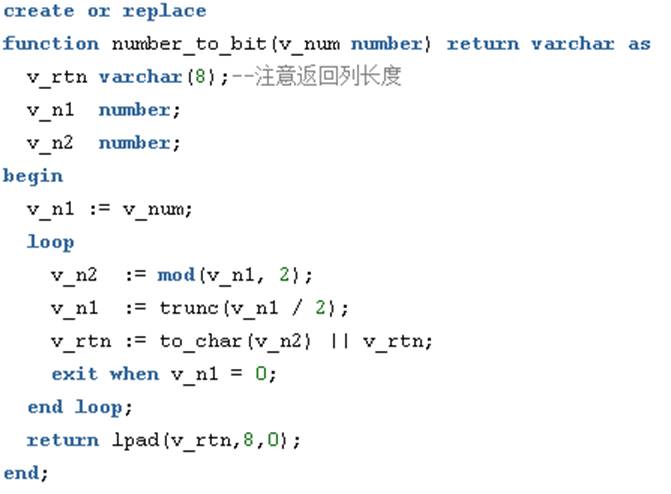 create or replace
function number_to_bit(v_num number) return varchar as
  v_rtn varchar(8);--注意返回列长度
  v_n1  number;
  v_n2  number;
begin
  v_n1 := v_num;
  loop
    v_n2  := mod(v_n1, 2);
    v_n1  := trunc(v_n1 / 2);
    v_rtn := to_char(v_n2) || v_rtn;
    exit when v_n1 = 0;
  end loop;
  return lpad(v_rtn,8,0);
end;